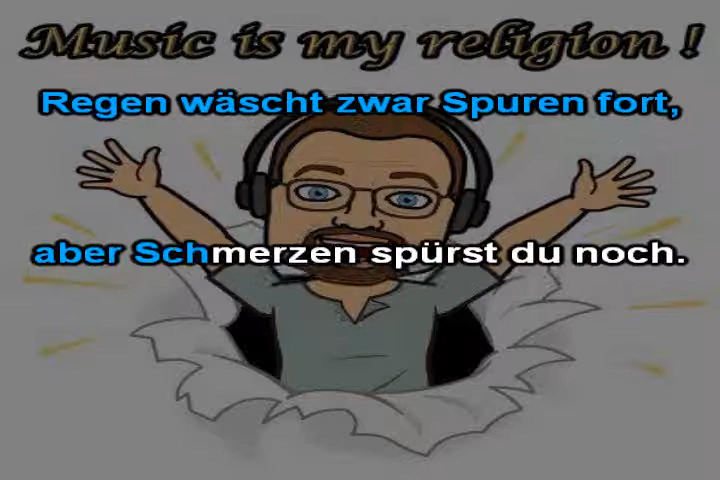 Music is my religion !
Regen wäscht zwar Spuren fort,
aber Schmerzen spürst du noch.